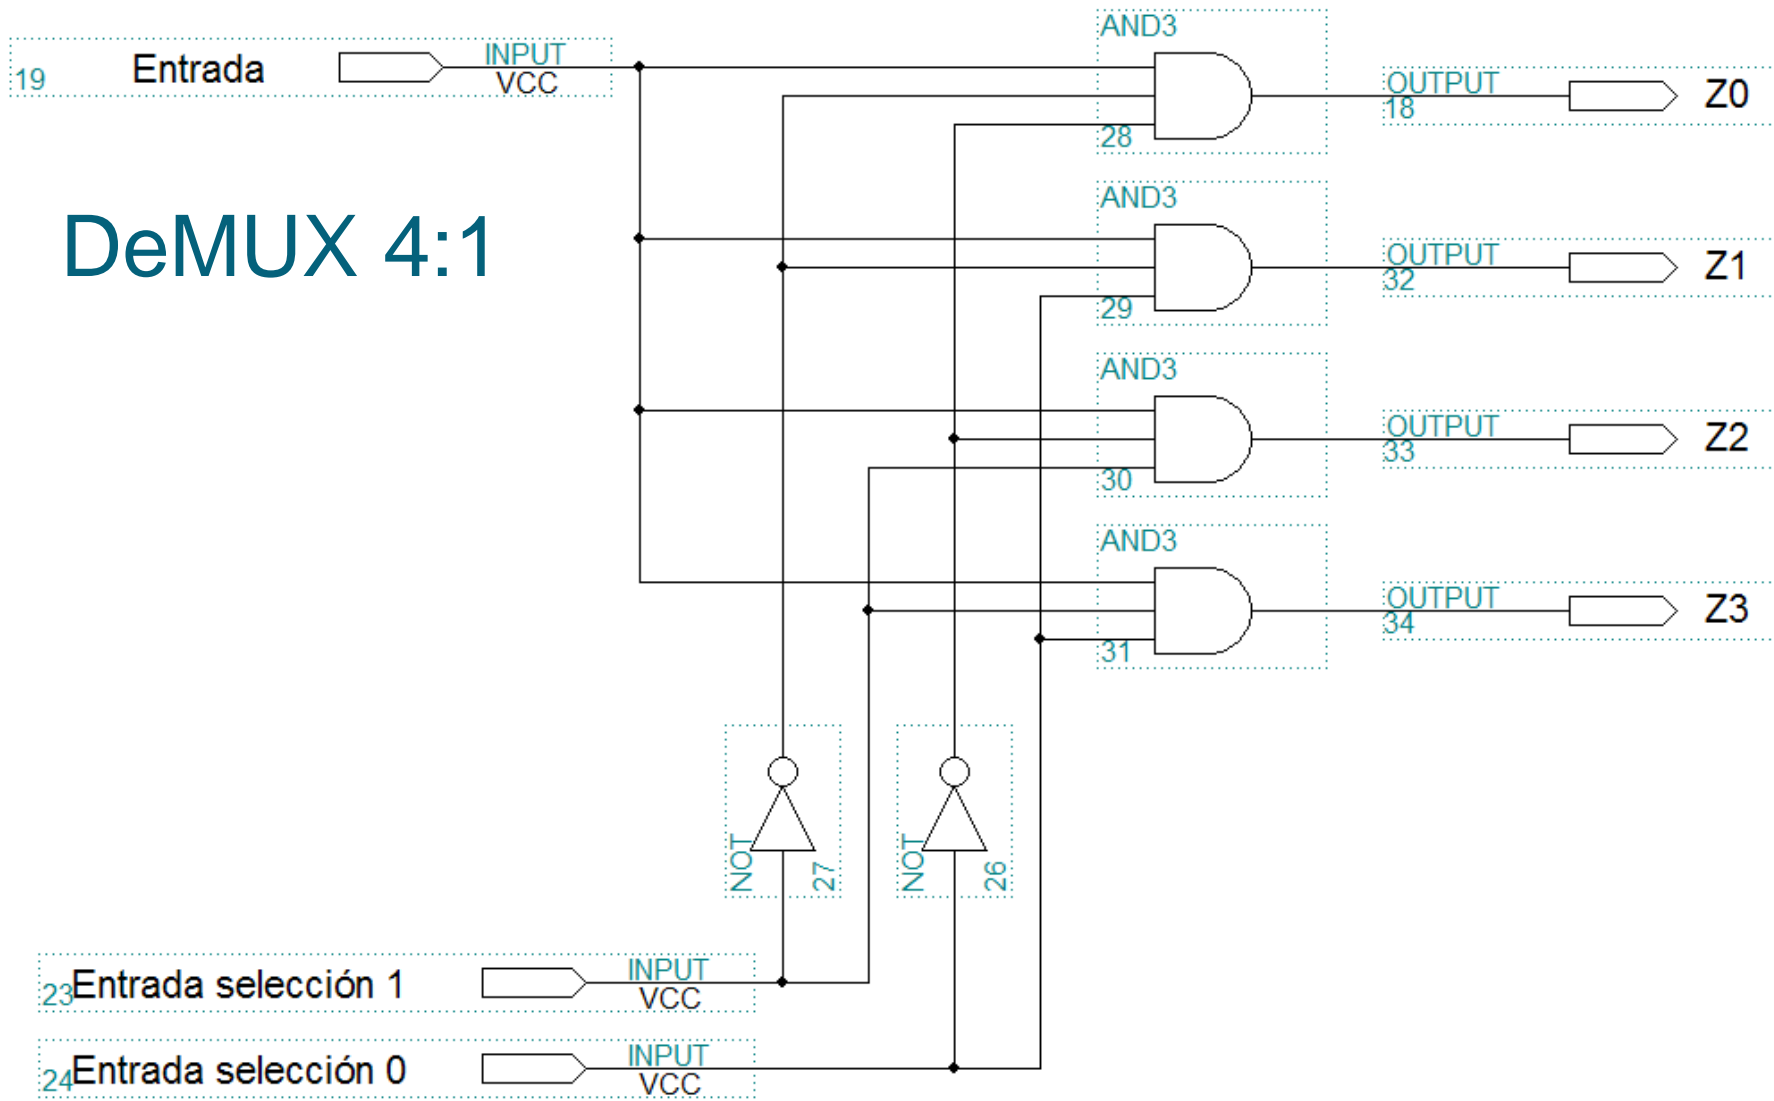 AND3
INPUT
19 Entrada
VCC
OUTPUT
18
Z0
28
AND3
DeMUX 4:1
OUTPUT
32
Z1
29
AND3
OUTPUT
33
Z2
30
AND3
OUTPUT
34
Z3
31
NOT
27
NOT
26
INPUT
23 Entrada selección 1
VCC
INPUT
24 Entrada selección 0
VCC